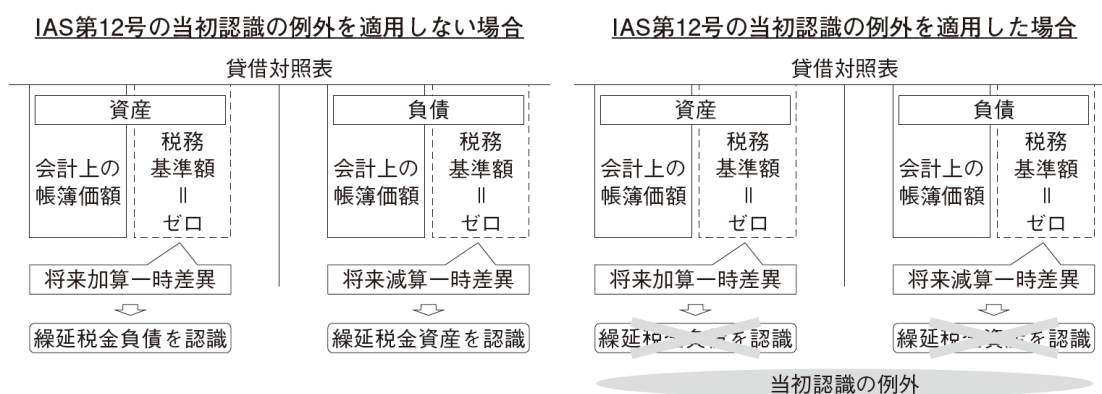 IAS第12号の当初認識の例外を適用しない場合
貸借対照表
資産
会計上の
帳簿価額
税務
基準額
||
ゼロ
将来加算一時差異
繰延税金負債を認識
負債
会計上の
帳簿価額
税務
基準額
||
ゼロ
将来減算一時差異
繰延税金資産を認識
IAS第12号の当初認識の例外を適用した場合
貸借対照表
資産
会計上の
帳簿価額
税務
基準額
||
ゼロ
将来加算一時差異
繰延税金負債を認識
負債
会計上の
帳簿価額
税務
基準額
||
ゼロ
将来減算一時差異
繰延税金資産を認識
当初認識の例外